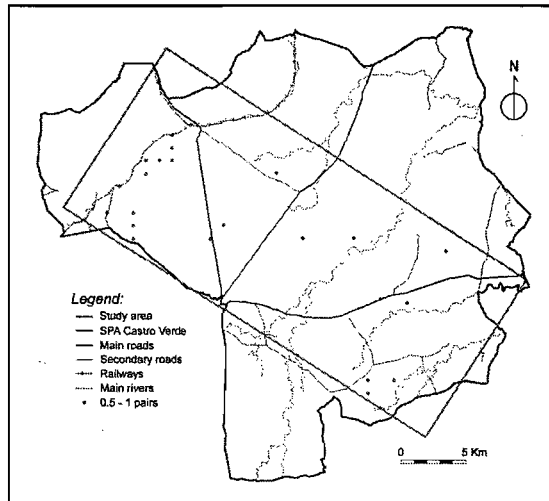 N
Legend:
Study area
SPA Castro Verde
Main roads
Secondary roads
Railways
Main rivers
0.5 - 1 pairs
0 5 Km